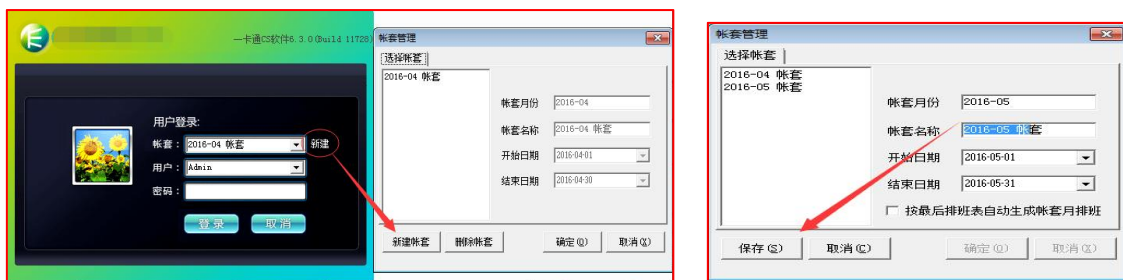 一卡通CS软件6.3.0(Build 11728)
用户登录:
帐套: 2016-04 帐套 新建
用户: Admin
密码:
登录 取消
帐套管理
选择帐套
2016-04 帐套
帐套月份 2016-04
帐套名称 2016-04 帐套
开始日期 2016-04-01
结束日期 2016-04-30
新建帐套 删除帐套 确定(O) 取消(X)
帐套管理
选择帐套
2016-04 帐套
2016-05 帐套
帐套月份 2016-05
帐套名称 2016-05 帐套
开始日期 2016-05-01
结束日期 2016-05-31
按最后排班表自动生成帐套月排班
保存(S) 取消(C) 确定(O) 取消(X)